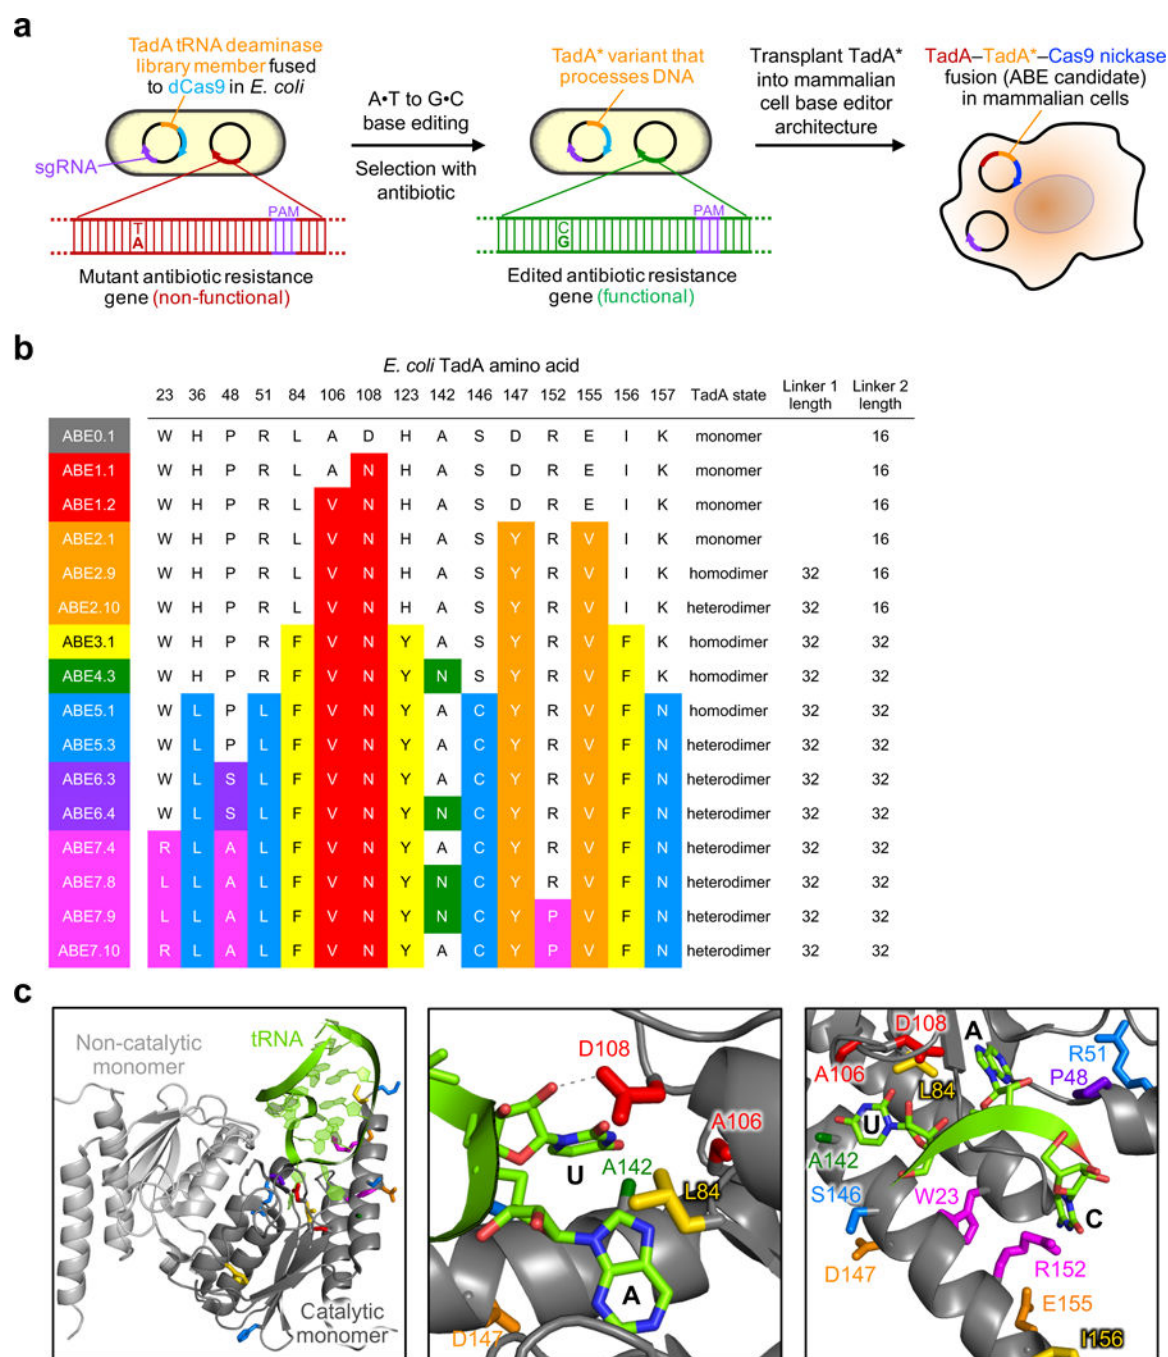 a
TadA tRNA deaminase
library member fused
to dCas9 in E. coli
sgRNA
PAM
T
A
Mutant antibiotic resistance
gene (non-functional)
A•T to G•C
base editing
Selection with
antibiotic
TadA* variant that
processes DNA
PAM
C
G
Edited antibiotic resistance
gene (functional)
Transplant TadA*
into mammalian
cell base editor
architecture
TadA–TadA*–Cas9 nickase
fusion (ABE candidate)
in mammalian cells
b
E. coli TadA amino acid
23 36 48 51 84 106 108 123 142 146 147 152 155 156 157 TadA state Linker 1 length Linker 2 length
ABE0.1 W H P R L A D H A S D R E I K monomer 16
ABE1.1 W H P R L A N H A S D R E I K monomer 16
ABE1.2 W H P R L V N H A S D R E I K monomer 16
ABE2.1 W H P R L V N H A S Y R V I K monomer 16
ABE2.9 W H P R L V N H A S Y R V I K homodimer 32 16
ABE2.10 W H P R L V N H A S Y R V I K heterodimer 32 16
ABE3.1 W H P R F V N Y A S Y R V F K homodimer 32 32
ABE4.3 W H P R F V N Y N S Y R V F K homodimer 32 32
ABE5.1 W L P L F V N Y A C Y R V F N homodimer 32 32
ABE5.3 W L P L F V N Y A C Y R V F N heterodimer 32 32
ABE6.3 W L S L F V N Y A C Y R V F N heterodimer 32 32
ABE6.4 W L S L F V N Y N C Y R V F N heterodimer 32 32
ABE7.4 R L A L F V N Y A C Y R V F N heterodimer 32 32
ABE7.8 L L A L F V N Y N C Y R V F N heterodimer 32 32
ABE7.9 L L A L F V N Y N C Y P V F N heterodimer 32 32
ABE7.10 R L A L F V N Y A C Y P V F N heterodimer 32 32
c
Non-catalytic
monomer
tRNA
Catalytic
monomer
D108
A106
U
A142
L84
A
D147
D108
A
A106
L84
R51
P48
U
A142
S146
W23
C
D147
R152
E155
I156